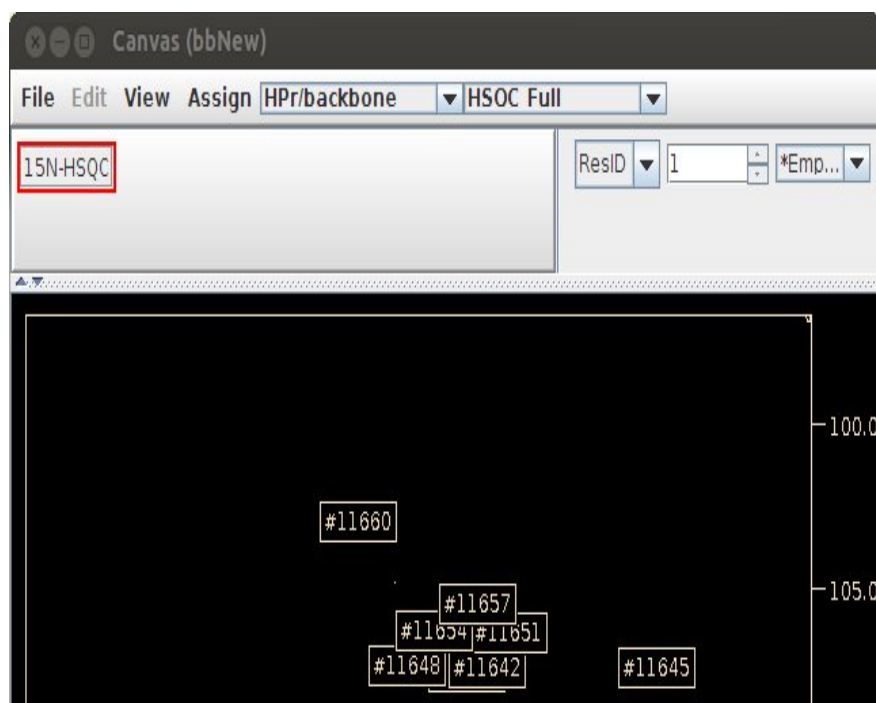 Canvas (bbNew)
File Edit View Assign HPr/backbone HSQC Full
15N-HSQC ResID 1 *Emp...
100.0
#11660
105.0
#11657
#11654 #11651
#11648 #11642 #11645